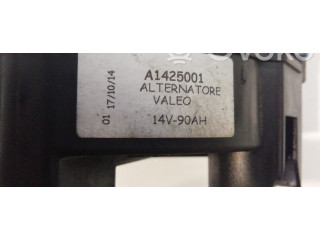 A1425001
ALTERNATORE
VALEO
14V-90AH
01 17/10/14